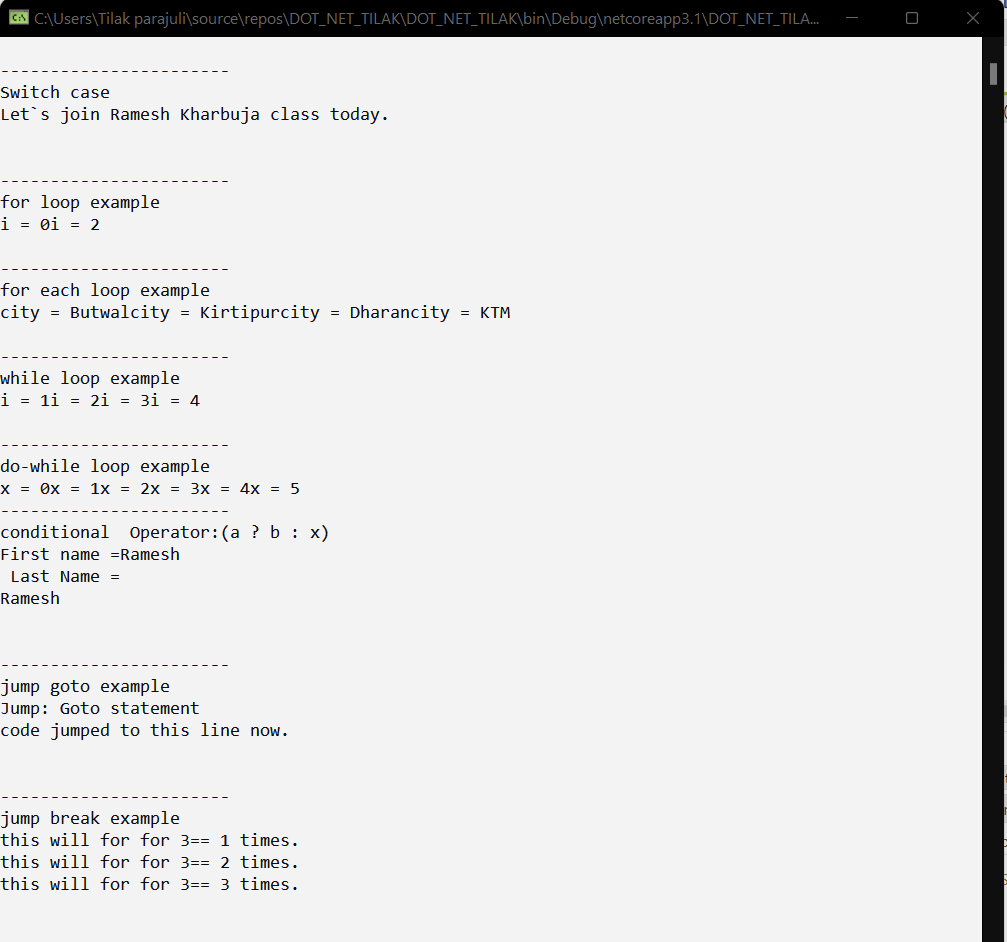 C:\Users\Tilak parajuli\source\repos\DOT_NET_TILAK\DOT_NET_TILAK\bin\Debug\netcoreapp3.1\DOT_NET_TILA...
-----------------------
Switch case
Let`s join Ramesh Kharbuja class today.
-----------------------
for loop example
i = 0i = 2
-----------------------
for each loop example
city = Butwalcity = Kirtipurcity = Dharancity = KTM
-----------------------
while loop example
i = 1i = 2i = 3i = 4
-----------------------
do-while loop example
x = 0x = 1x = 2x = 3x = 4x = 5
-----------------------
conditional  Operator:(a ? b : x)
First name =Ramesh
 Last Name =
Ramesh
-----------------------
jump goto example
Jump: Goto statement
code jumped to this line now.
-----------------------
jump break example
this will for for 3== 1 times.
this will for for 3== 2 times.
this will for for 3== 3 times.